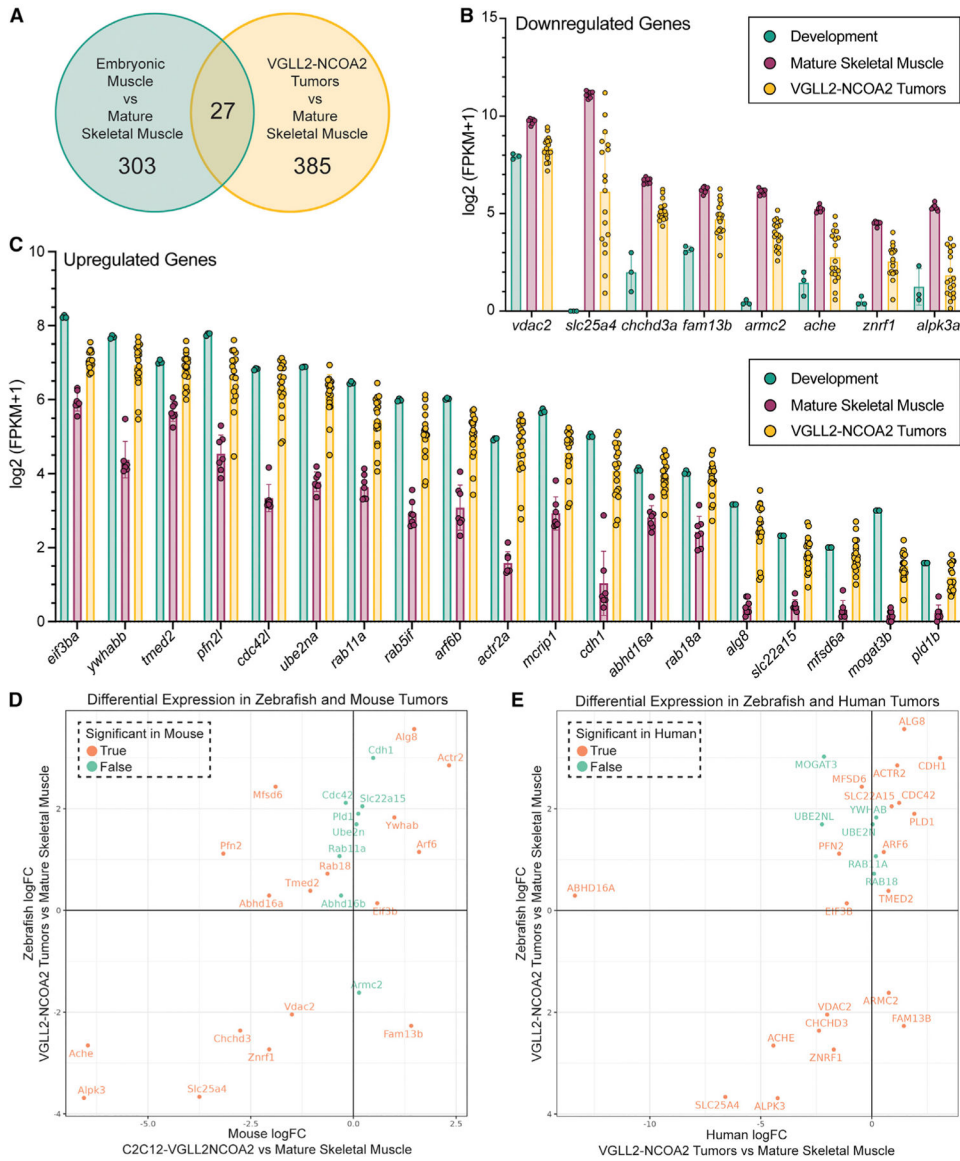 A
Embryonic
Muscle
vs
Mature
Skeletal Muscle
303
27
VGLL2-NCOA2
Tumors
vs
Mature
Skeletal Muscle
385
B
Downregulated Genes
Development
Mature Skeletal Muscle
VGLL2-NCOA2 Tumors
log2 (FPKM+1)
15
10
5
0
vdac2 slc25a4 chchd3a fam13b armc2 ache znrf1 alpk3a
C
Upregulated Genes
Development
Mature Skeletal Muscle
VGLL2-NCOA2 Tumors
log2 (FPKM+1)
10
8
6
4
2
0
eif3ba ywhabb tmed2 pfn2l cdc42l ube2na rab11a rab5if arf6b actr2a mcrip1 cdh1 abhd16a rab18a alg8 slc22a15 mfsd6a mogat3b pld1b
D
Differential Expression in Zebrafish and Mouse Tumors
Significant in Mouse
True
False
Alg8
Cdh1
Actr2
Mfsd6
Cdc42
Slc22a15
Pld1
Ywhab
Ube2n
Pfn2
Rab11a
Arf6
Rab18
Tmed2
Abhd16a
Abhd16b
Eif3b
Armc2
Vdac2
Fam13b
Chchd3
Ache
Znrf1
Alpk3
Slc25a4
2
0
-2
-4
-5.0
-2.5
0.0
2.5
Zebrafish logFC
VGLL2-NCOA2 Tumors vs Mature Skeletal Muscle
Mouse logFC
C2C12-VGLL2NCOA2 vs Mature Skeletal Muscle
E
Differential Expression in Zebrafish and Human Tumors
Significant in Human
True
False
ALG8
MOGAT3
CDH1
ACTR2
MFSD6
SLC22A15
CDC42
YWHAB
PLD1
UBE2NL
UBE2N
PFN2
ARF6
RAB11A
RAB18
ABHD16A
TMED2
EIF3B
ARMC2
VDAC2
FAM13B
CHCHD3
ACHE
ZNRF1
SLC25A4
ALPK3
2
0
-2
4
-10
-5
0
Zebrafish logFC
VGLL2-NCOA2 Tumors vs Mature Skeletal Muscle
Human logFC
VGLL2-NCOA2 Tumors vs Mature Skeletal Muscle